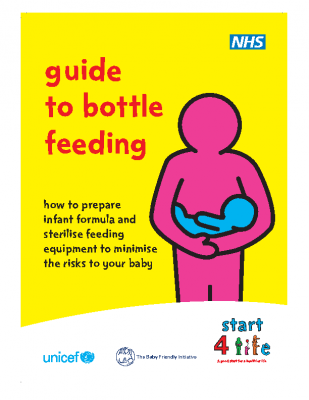 NHS
guide
to bottle
feeding
how to prepare
infant formula and
sterilise feeding
equipment to minimise
the risks to your baby
start
4 life
unicef
The Baby Friendly Initiative